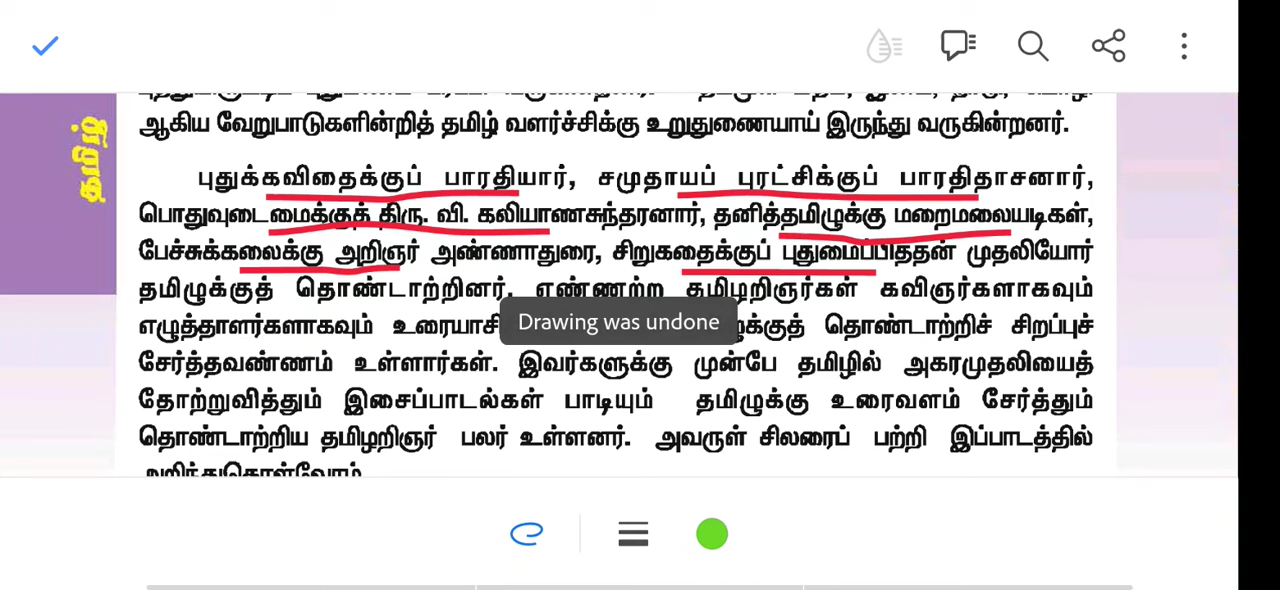 தமிழ்
ஆகிய வேறுபாடுகளின்றித் தமிழ் வளர்ச்சிக்கு உறுதுணையாய் இருந்து வருகின்றனர்.
புதுக்கவிதைக்குப் பாரதியார், சமுதாயப் புரட்சிக்குப் பாரதிதாசனார்,
பொதுவுடைமைக்குத் திரு. வி. கலியாணசுந்தரனார், தனித்தமிழுக்கு மறைமலையடிகள்,
பேச்சுக்கலைக்கு அறிஞர் அண்ணாதுரை, சிறுகதைக்குப் புதுமைப்பித்தன் முதலியோர்
தமிழுக்குத் தொண்டாற்றினர். எண்ணற்ற தமிழறிஞர்கள் கவிஞர்களாகவும்
எழுத்தாளர்களாகவும் தொண்டாற்றிச் சிறப்புச்
Drawing was undone
சேர்த்தவண்ணம் உள்ளார்கள். இவர்களுக்கு முன்பே தமிழில் அகரமுதலியைத்
தோற்றுவித்தும் இசைப்பாடல்கள் பாடியும் தமிழுக்கு உரைவளம் சேர்த்தும்
தொண்டாற்றிய தமிழறிஞர் பலர் உள்ளனர். அவருள் சிலரைப் பற்றி இப்பாடத்தில்
அறிந்துகொள்வோம்.